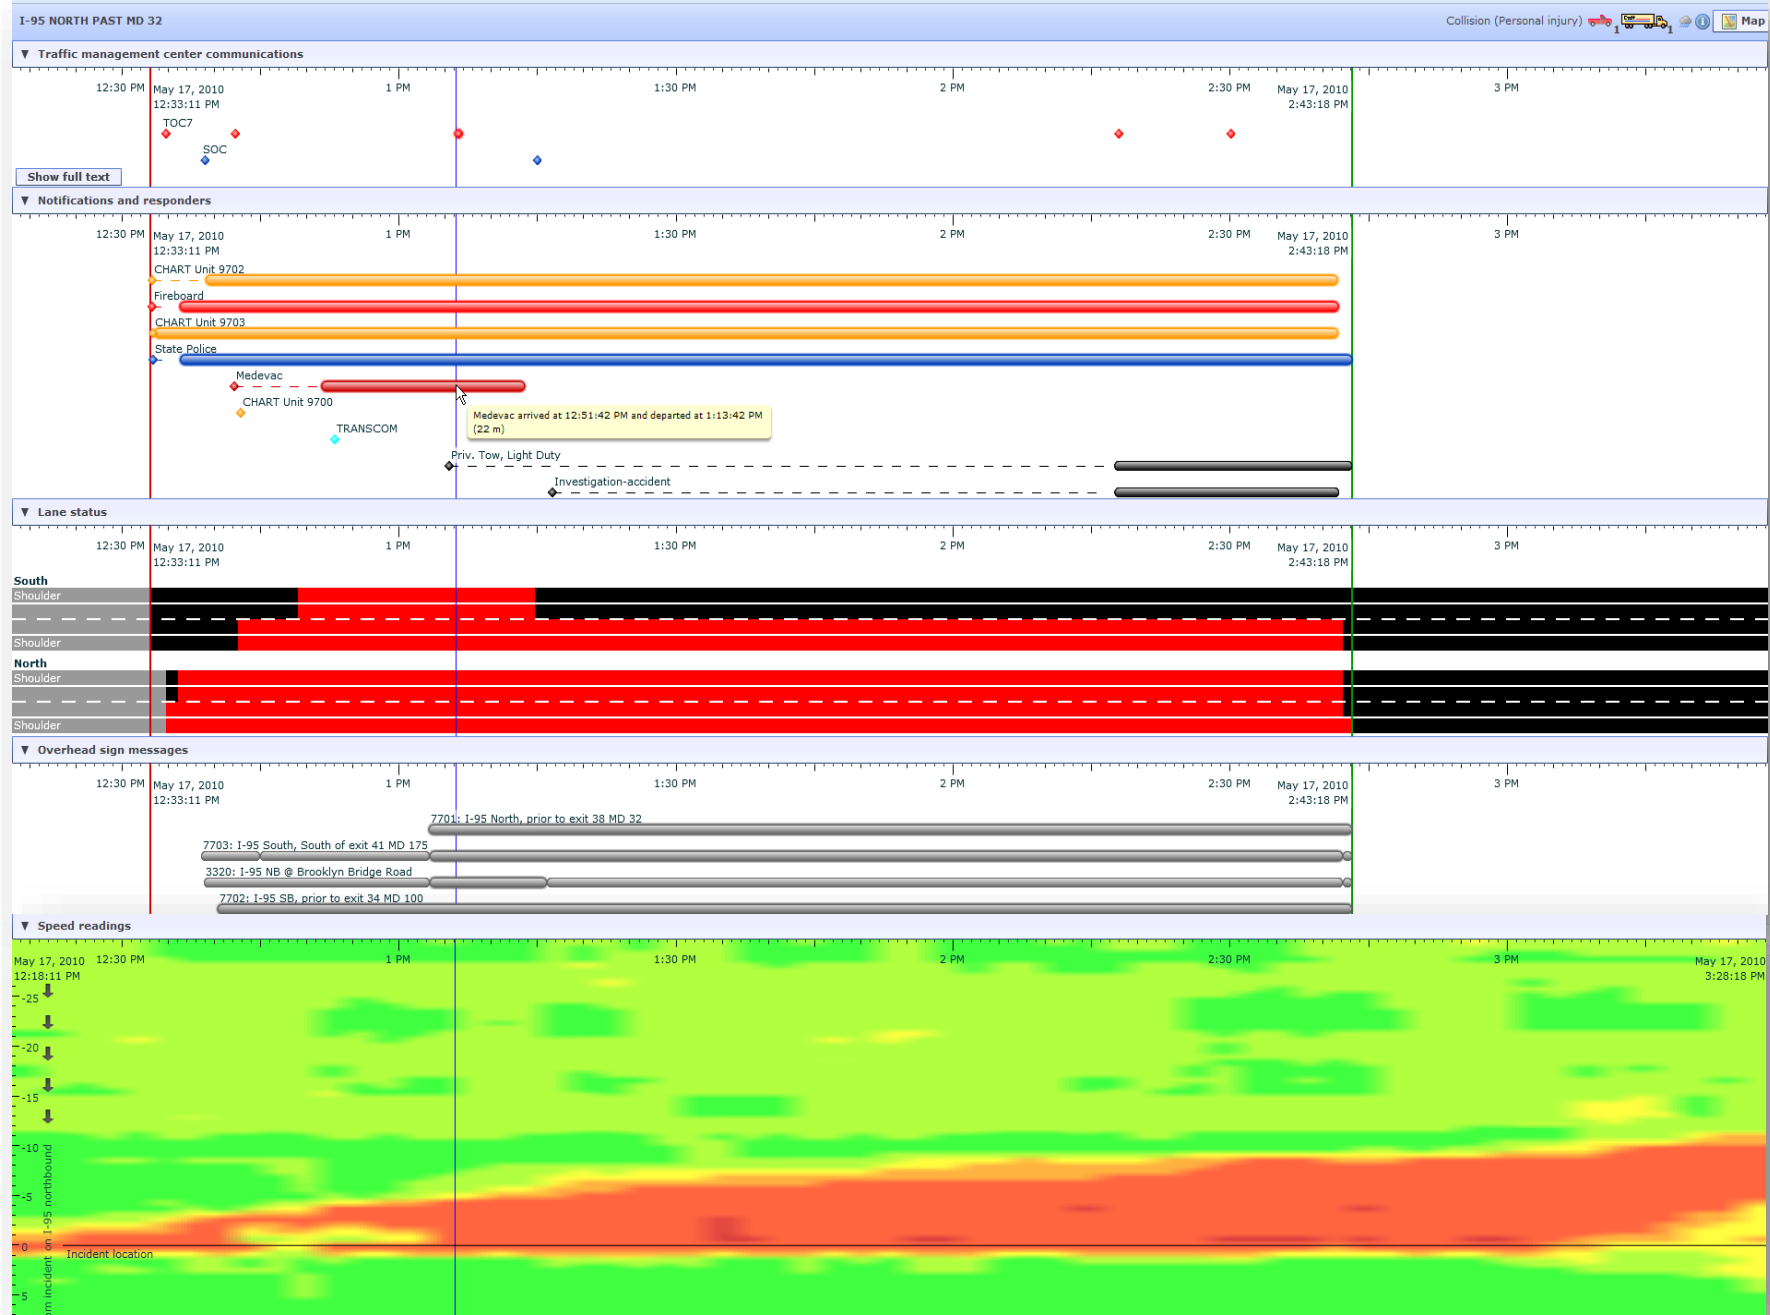 I-95 NORTH PAST MD 32
Collision (Personal injury) 1 1 Map
Traffic management center communications
12:30 PM May 17, 2010 1 PM 1:30 PM 2 PM 2:30 PM May 17, 2010 3 PM
12:33:11 PM 2:43:18 PM
TOC7
SOC
Show full text
Notifications and responders
12:30 PM May 17, 2010 1 PM 1:30 PM 2 PM 2:30 PM May 17, 2010 3 PM
12:33:11 PM 2:43:18 PM
CHART Unit 9702
Fireboard
CHART Unit 9703
State Police
Medevac
CHART Unit 9700
Medevac arrived at 12:51:42 PM and departed at 1:13:42 PM
(22 m)
TRANSCOM
Priv. Tow, Light Duty
Investigation-accident
Lane status
12:30 PM May 17, 2010 1 PM 1:30 PM 2 PM 2:30 PM May 17, 2010 3 PM
12:33:11 PM 2:43:18 PM
South
Shoulder
Shoulder
North
Shoulder
Shoulder
Overhead sign messages
12:30 PM May 17, 2010 1 PM 1:30 PM 2 PM 2:30 PM May 17, 2010 3 PM
12:33:11 PM 2:43:18 PM
7701: I-95 North, prior to exit 38 MD 32
7703: I-95 South, South of exit 41 MD 175
3320: I-95 NB @ Brooklyn Bridge Road
7702: I-95 SB, prior to exit 34 MD 100
Speed readings
May 17, 2010 12:30 PM 1 PM 1:30 PM 2 PM 2:30 PM 3 PM May 17, 2010
12:18:11 PM 3:28:18 PM
-25
-20
-15
-10
-5
0
5
om incident on I-95 northbound
Incident location